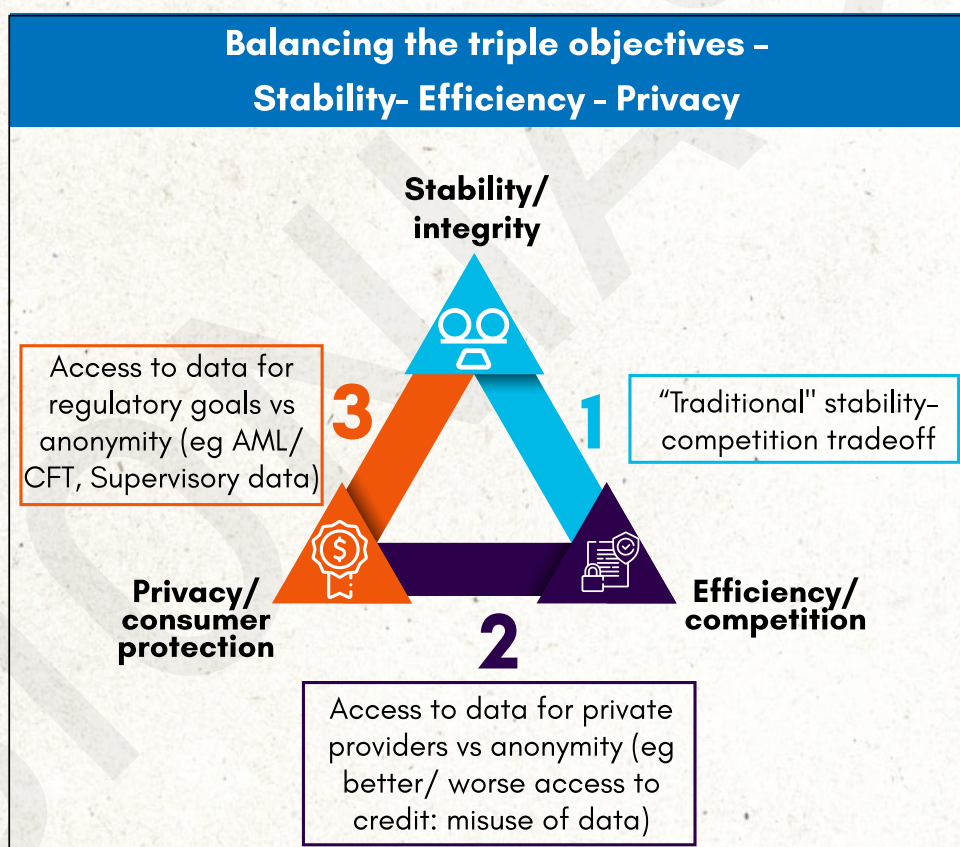 Balancing the triple objectives –
Stability- Efficiency - Privacy
Stability/
integrity
Access to data for
regulatory goals vs
anonymity (eg AML/
CFT, Supervisory data)
3
1
“Traditional" stability-
competition tradeoff
$
Privacy/
consumer
protection
Efficiency/
competition
2
Access to data for private
providers vs anonymity (eg
better/ worse access to
credit: misuse of data)